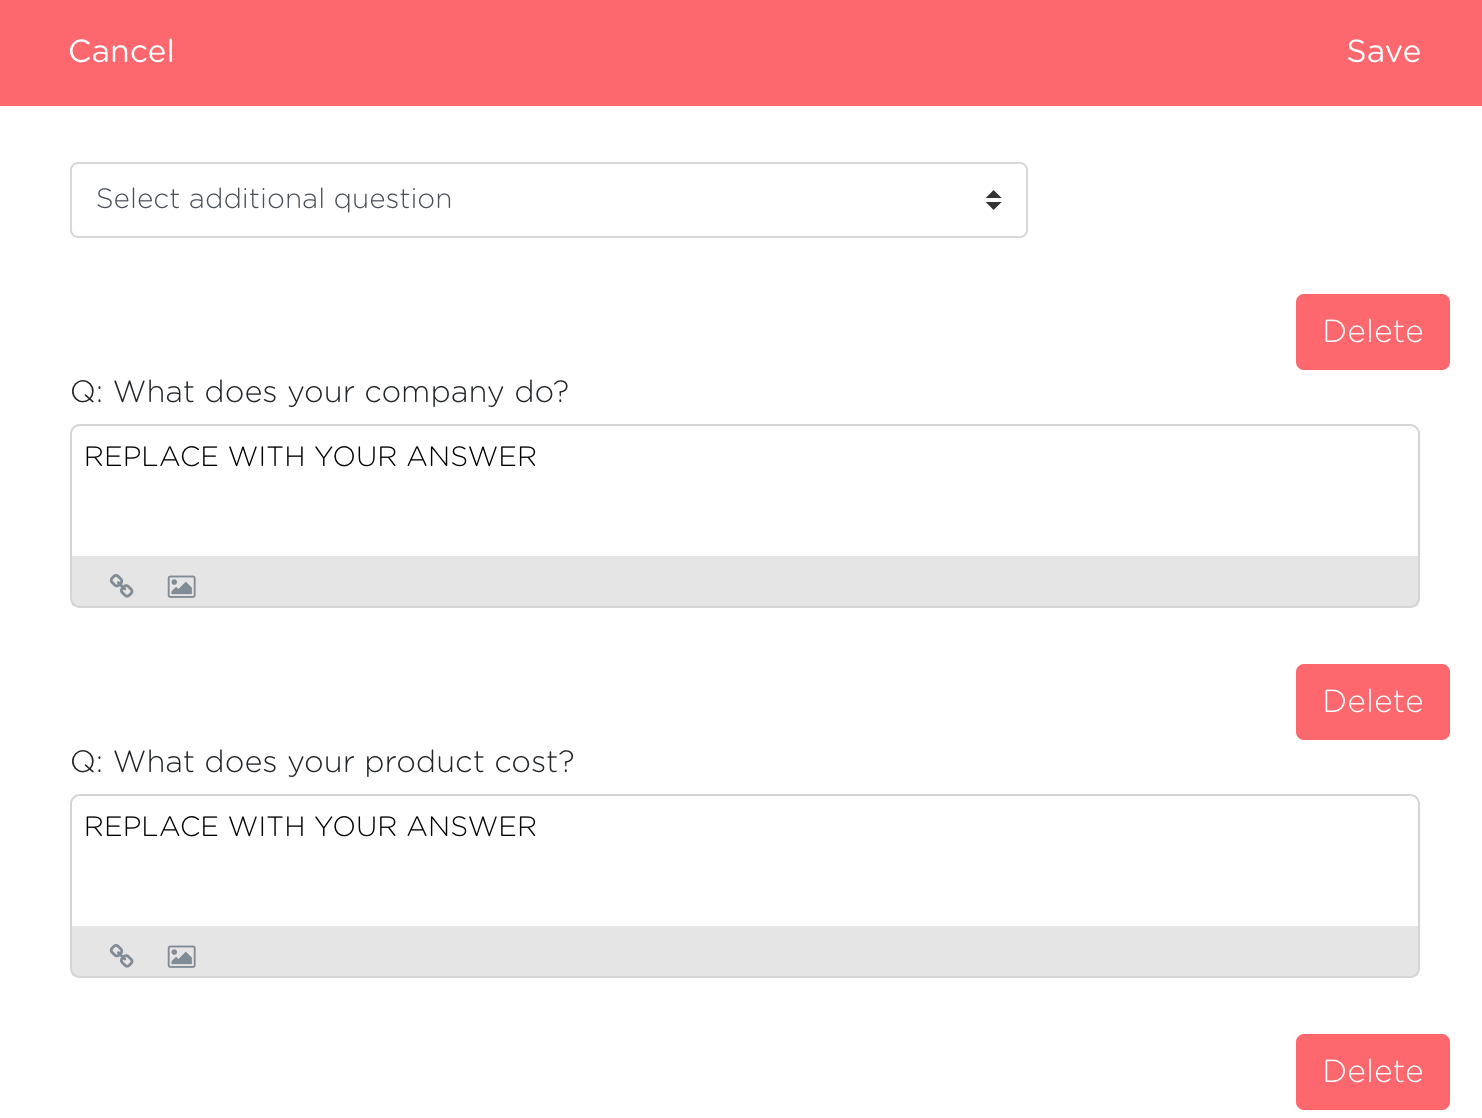 Cancel
Save
Select additional question
Delete
Q: What does your company do?
REPLACE WITH YOUR ANSWER
Delete
Q: What does your product cost?
REPLACE WITH YOUR ANSWER
Delete